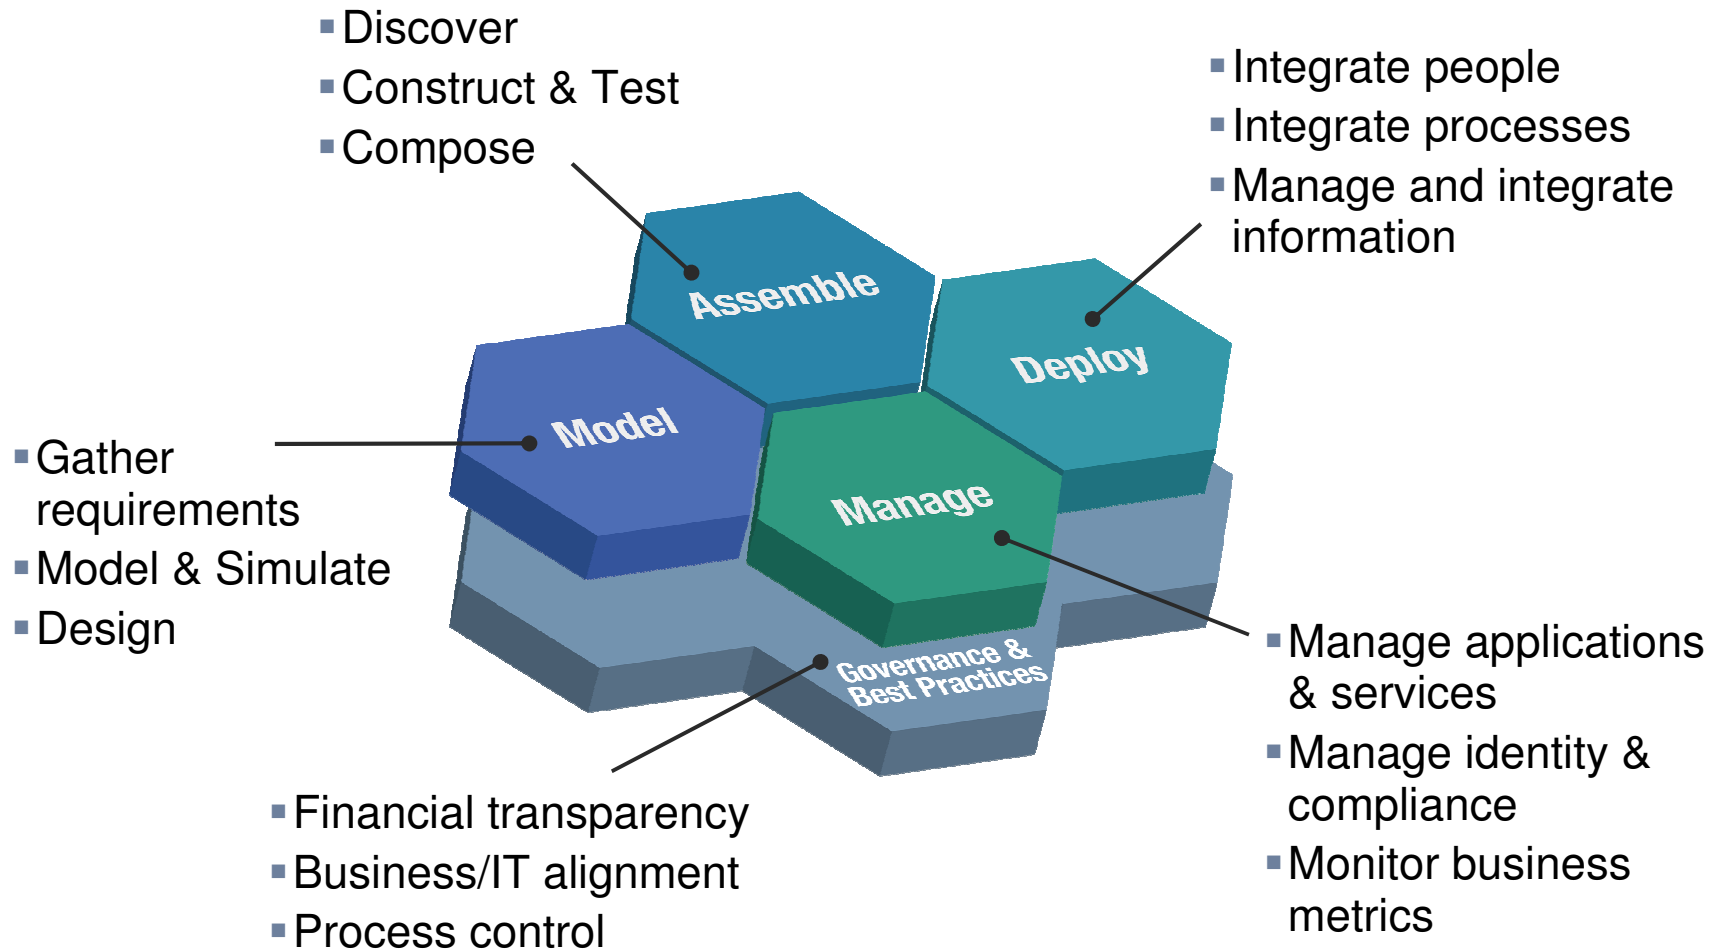 Discover
Construct & Test
Compose
Integrate people
Integrate processes
Manage and integrate
information
Assemble
Deploy
Model
Manage
Gather
requirements
Model & Simulate
Design
Governance &
Best Practices
Manage applications
& services
Manage identity &
compliance
Monitor business
metrics
Financial transparency
Business/IT alignment
Process control